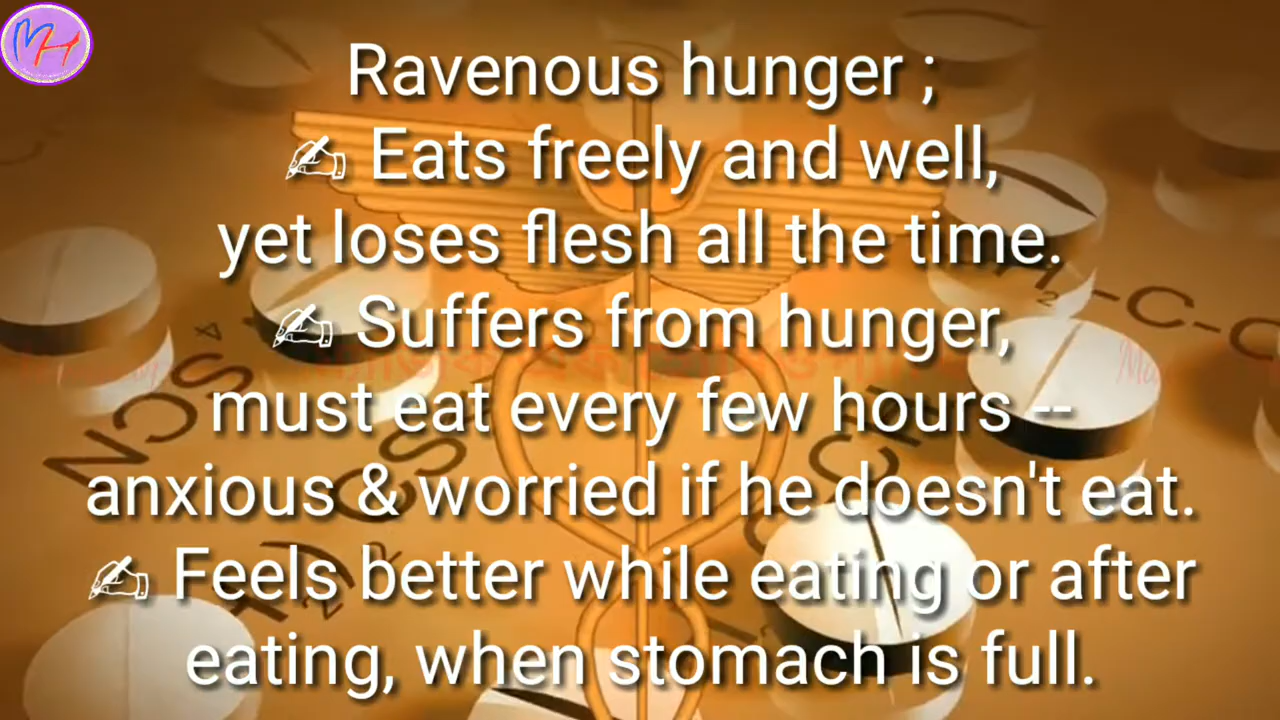 MH
Ravenous hunger ;
✍ Eats freely and well,
yet loses flesh all the time.
✍ Suffers from hunger,
must eat every few hours --
anxious & worried if he doesn't eat.
✍ Feels better while eating or after
eating, when stomach is full.